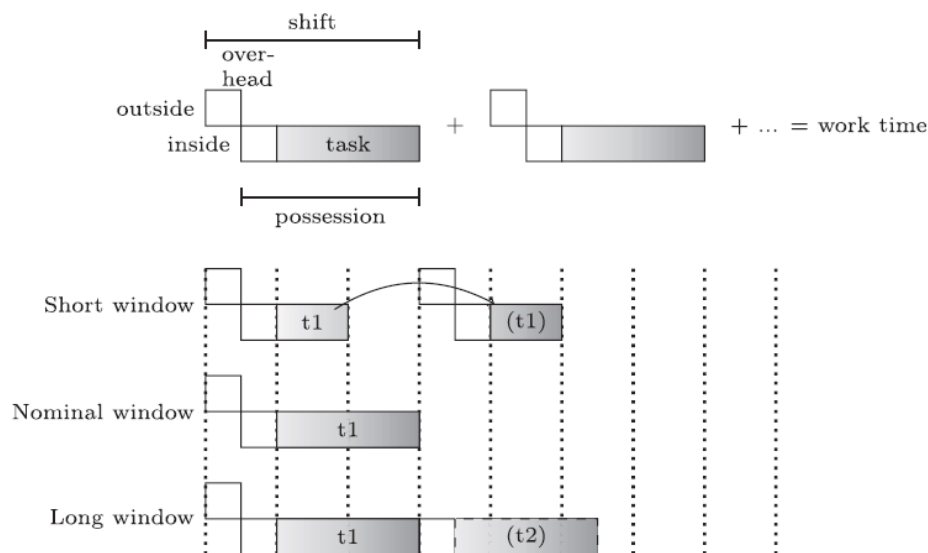 shift
over-
head
outside
inside
task
+
+ ... = work time
possession
Short window
t1
(t1)
Nominal window
t1
Long window
t1
(t2)